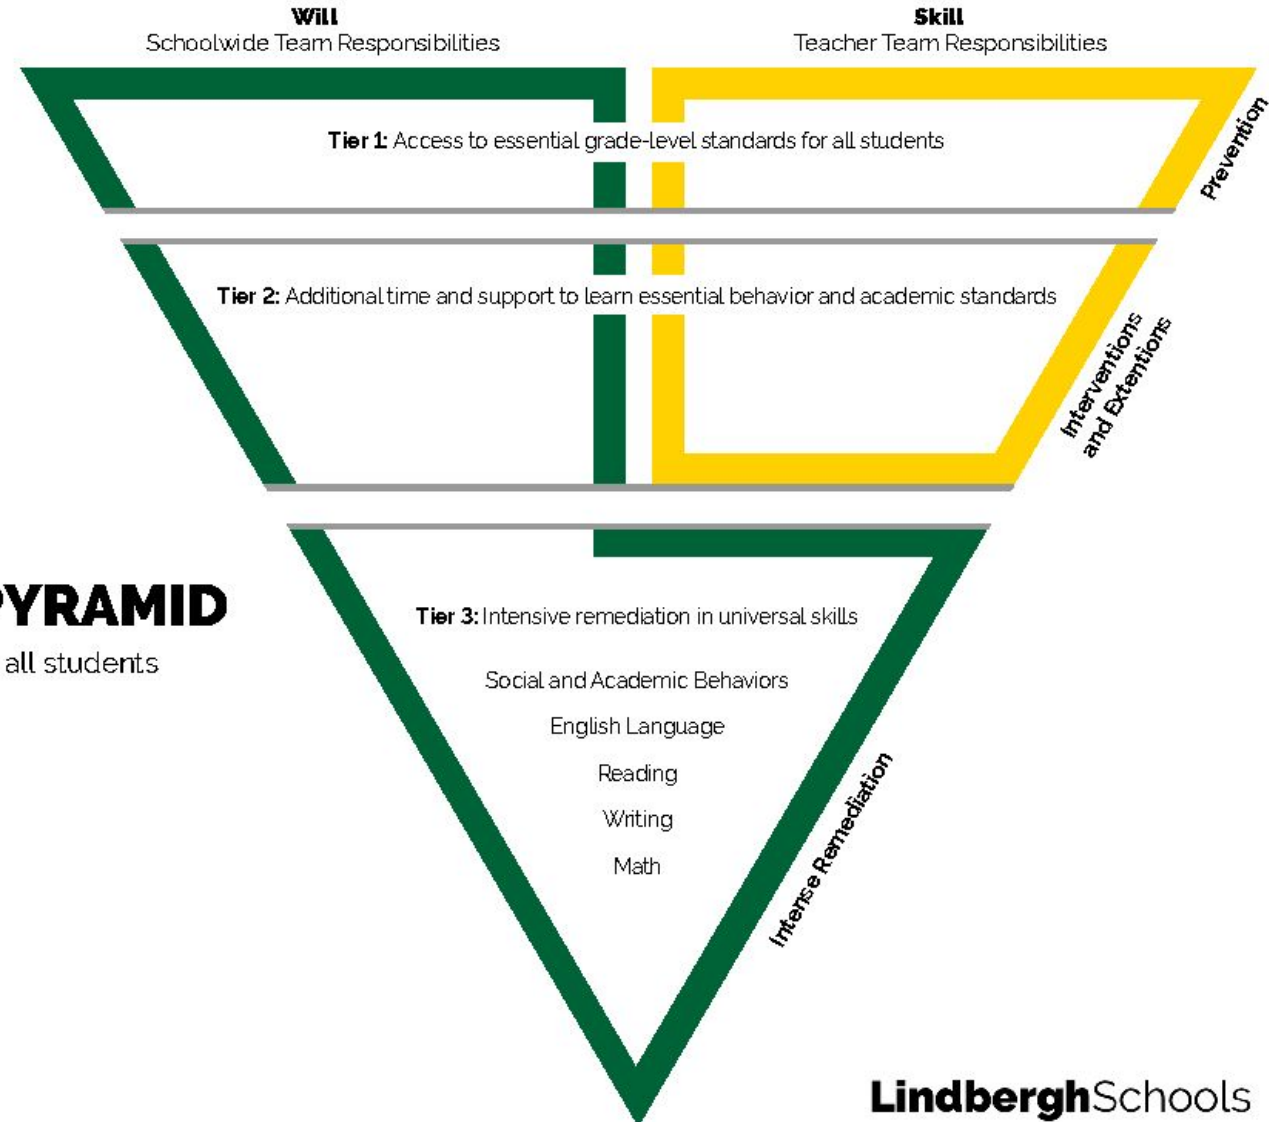 Will
Schoolwide Team Responsibilities
Skill
Teacher Team Responsibilities
Tier 1: Access to essential grade-level standards for all students
Prevention
Tier 2: Additional time and support to learn essential behavior and academic standards
Interventions
and Extentions
PYRAMID
all students
Tier 3: Intensive remediation in universal skills
Social and Academic Behaviors
English Language
Reading
Writing
Math
Intense Remediation
LindberghSchools